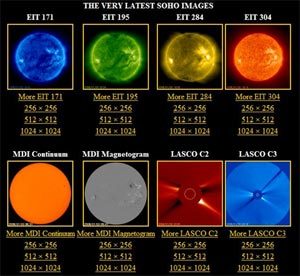 THE VERY LATEST SOHO IMAGES
EIT 171 EIT 195 EIT 284 EIT 304
More EIT 171 More EIT 195 More EIT 284 More EIT 304
256 × 256 256 × 256 256 × 256 256 × 256
512 × 512 512 × 512 512 × 512 512 × 512
1024 × 1024 1024 × 1024 1024 × 1024 1024 × 1024
MDI Continuum MDI Magnetogram LASCO C2 LASCO C3
More MDI Continuum More MDI Magnetogram More LASCO C2 More LASCO C3
256 × 256 256 × 256 256 × 256 256 × 256
512 × 512 512 × 512 512 × 512 512 × 512
1024 × 1024 1024 × 1024 1024 × 1024 1024 × 1024